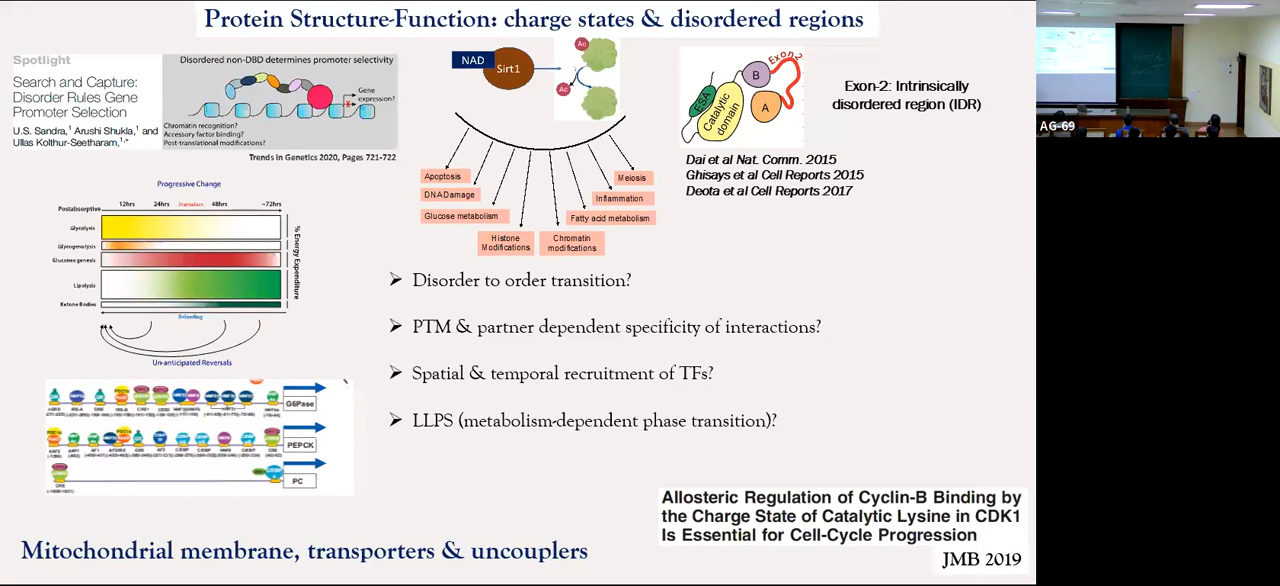 Protein Structure-Function: charge states & disordered regions
Spotlight
Search and Capture:
Disorder Rules Gene
Promoter Selection
U.S. Sandra,1 Arushi Shukla,1 and
Ullas Kolthur-Seetharam,1,*
Disordered non-DBD determines promoter selectivity
Gene
expression?
Chromatin recognition?
Accessory factor binding?
Post-translational modifications?
Trends In Genetics 2020, Pages 721-722
NAD
Sirt1
Ac
Ac
Apoptosis
DNA Damage
Glucose metabolism
Histone
Modifications
Chromatin
modifications
Fatty acid metabolism
Inflammation
Meiosis
ESA
Catalytic
domain
B
A
Exon-2
Exon-2: Intrinsically
disordered region (IDR)
Dai et al Nat. Comm. 2015
Ghisays et al Cell Reports 2015
Deota et al Cell Reports 2017
AG-69
Progressive Change
Postabsorptive
12hrs
24hrs
Starvation
48hrs
~72hrs
Glycolysis
Glycogenolysis
Gluconeogenesis
Lipolysis
Ketone Bodies
% Energy Expenditure
Refeeding
Un-anticipated Reversals
G6Pase
PEPCK
PC
➢ Disorder to order transition?
➢ PTM & partner dependent specificity of interactions?
➢ Spatial & temporal recruitment of TFs?
➢ LLPS (metabolism-dependent phase transition)?
Allosteric Regulation of Cyclin-B Binding by
the Charge State of Catalytic Lysine in CDK1
Is Essential for Cell-Cycle Progression
JMB 2019
Mitochondrial membrane, transporters & uncouplers